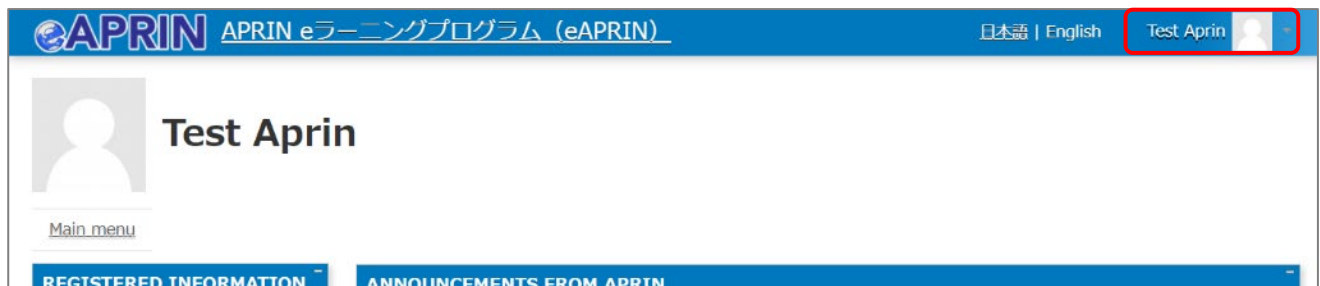 eAPRIN APRIN eラーニングプログラム（eAPRIN） 日本語 | English Test Aprin
Test Aprin
Main menu
REGISTERED INFORMATION ANNOUNCEMENTS FROM APRIN